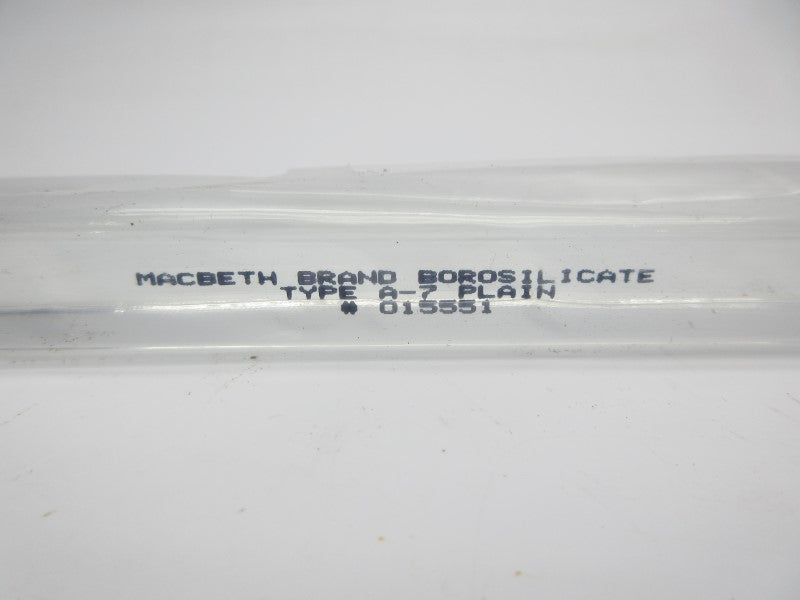 MACBETH BRAND BOROSILICATE
TYPE A-7 PLAIN
# 015551